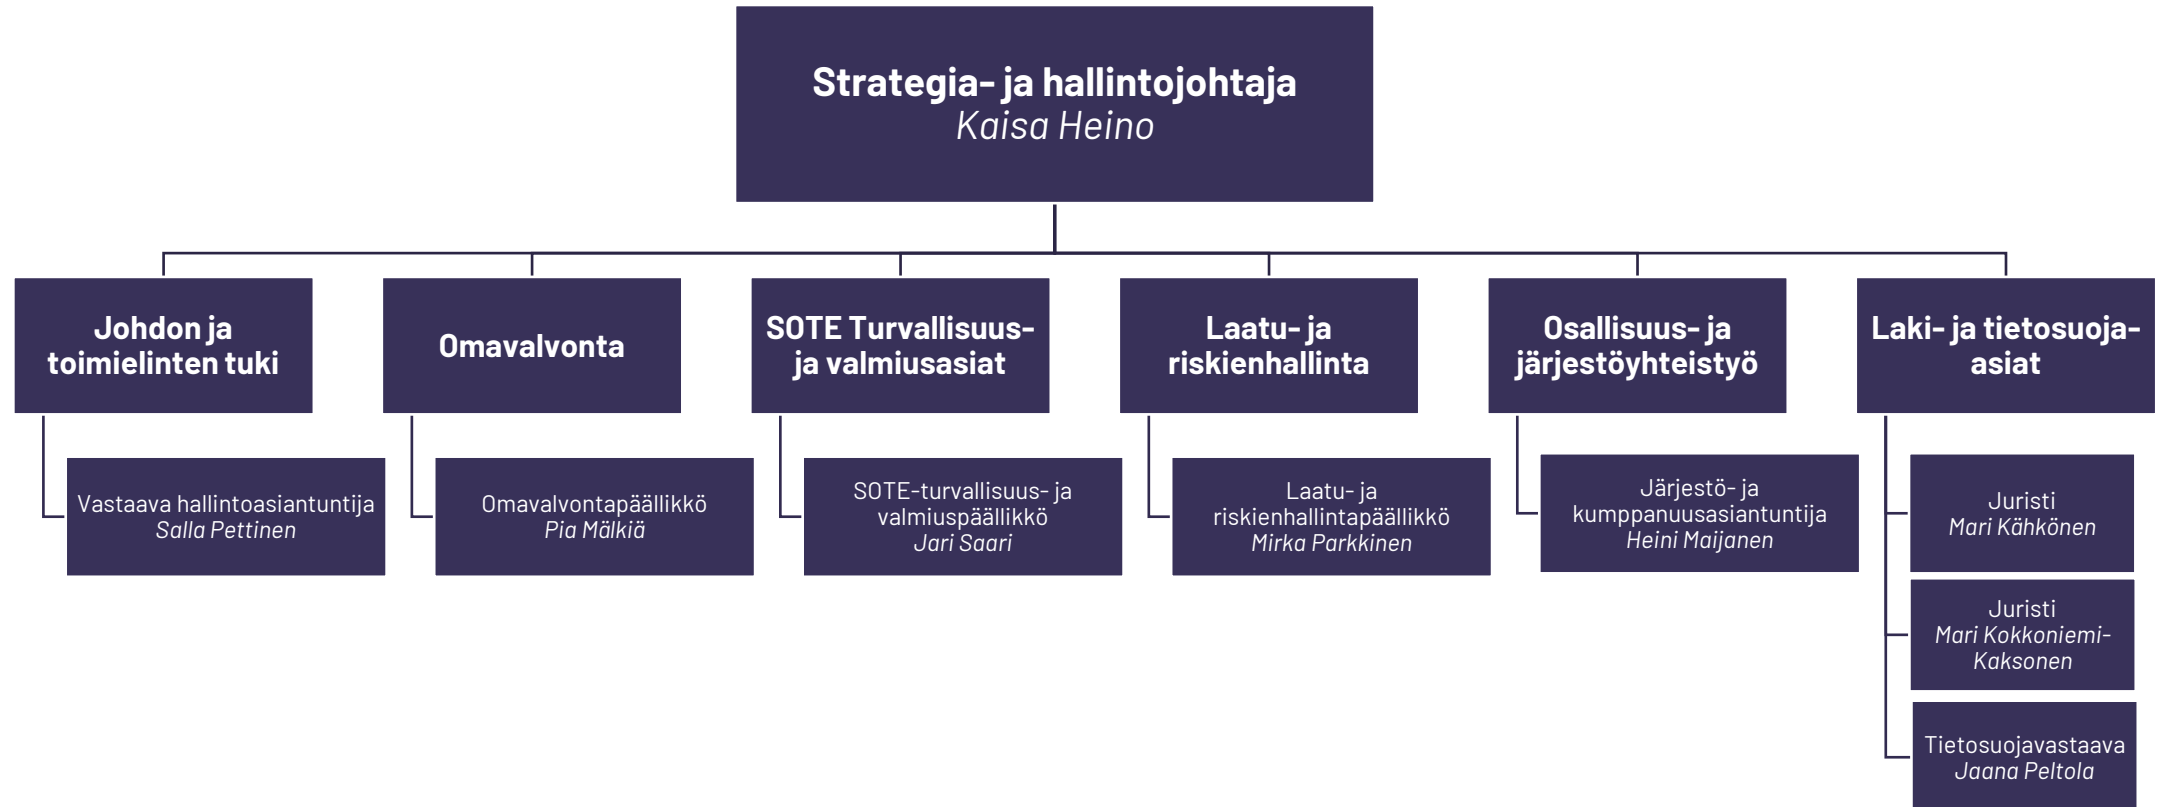 Strategia- ja hallintojohtaja
Kaisa Heino
Johdon ja
toimielinten tuki
Omavalvonta
SOTE Turvallisuus-
ja valmiusasiat
Laatu- ja
riskienhallinta
Osallisuus- ja
järjestöyhteistyö
Laki- ja tietosuoja-
asiat
Vastaava hallintoasiantuntija
Salla Pettinen
Omavalvontapäällikkö
Pia Mälkiä
SOTE-turvallisuus- ja
valmiuspäällikkö
Jari Saari
Laatu- ja
riskienhallintapäällikkö
Mirka Parkkinen
Järjestö- ja
kumppanuusasiantuntija
Heini Maijanen
Juristi
Mari Kähkönen
Juristi
Mari Kokkoniemi-
Kaksonen
Tietosuojavastaava
Jaana Peltola